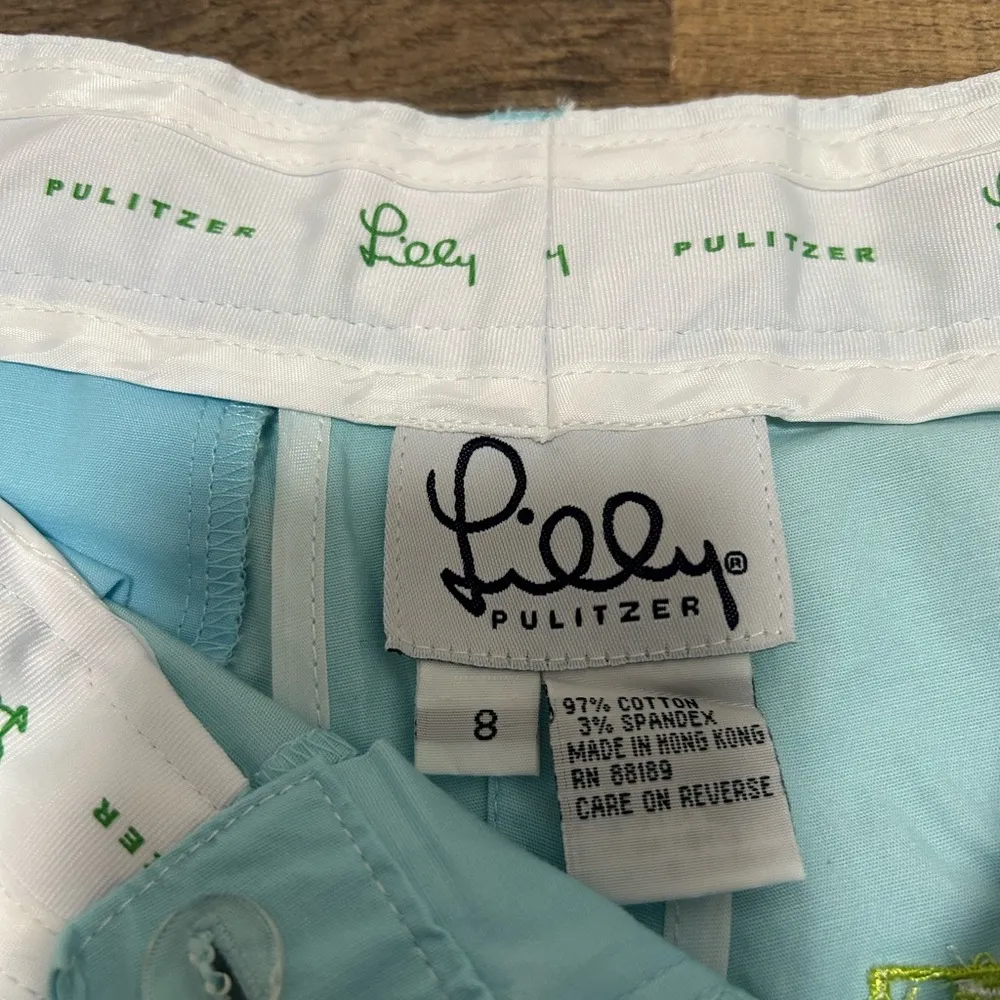 PULITZER Lilly y PULITZER
Lilly®
PULITZER
8
97% COTTON
3% SPANDEX
MADE IN HONG KONG
RN 88189
CARE ON REVERSE
ER